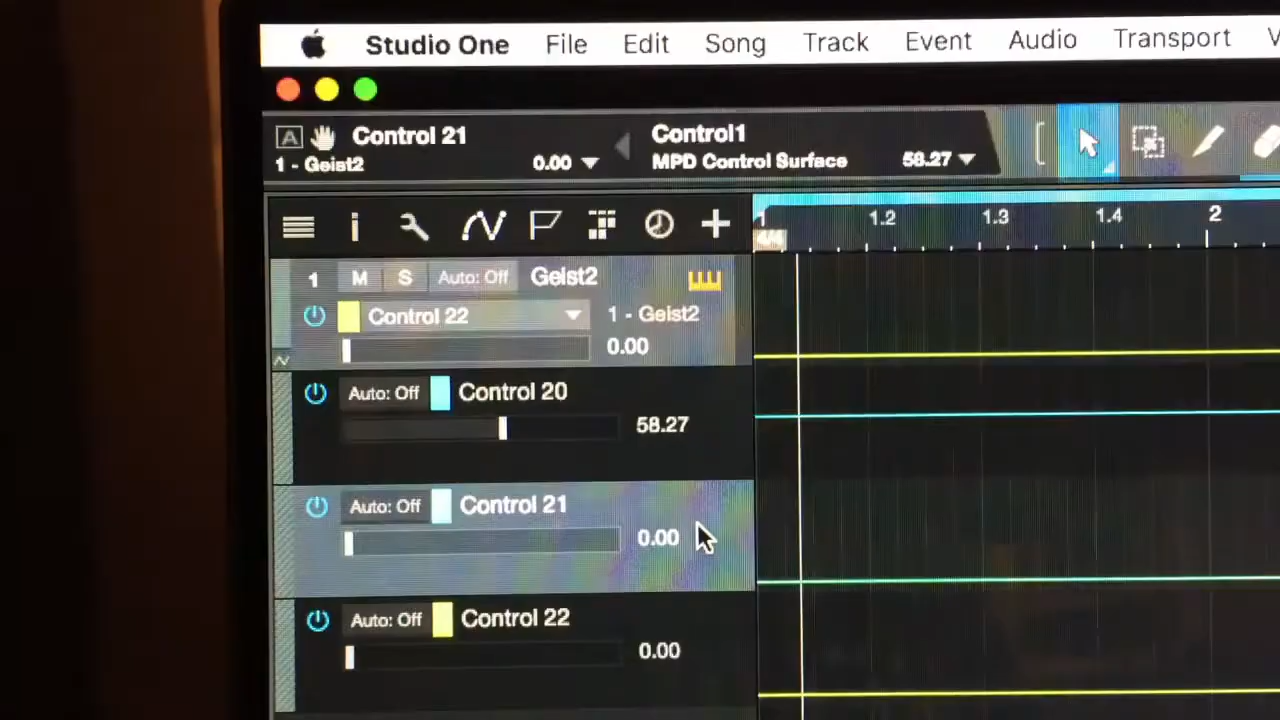 Studio One File Edit Song Track Event Audio Transport V
A Control 21
1 - Geist2 0.00
Control1
MPD Control Surface 58.27
1 1.2 1.3 1.4 2
4/4
1 M S Auto: Off Geist2
Control 22 1 - Geist2
0.00
Auto: Off Control 20
58.27
Auto: Off Control 21
0.00
Auto: Off Control 22
0.00